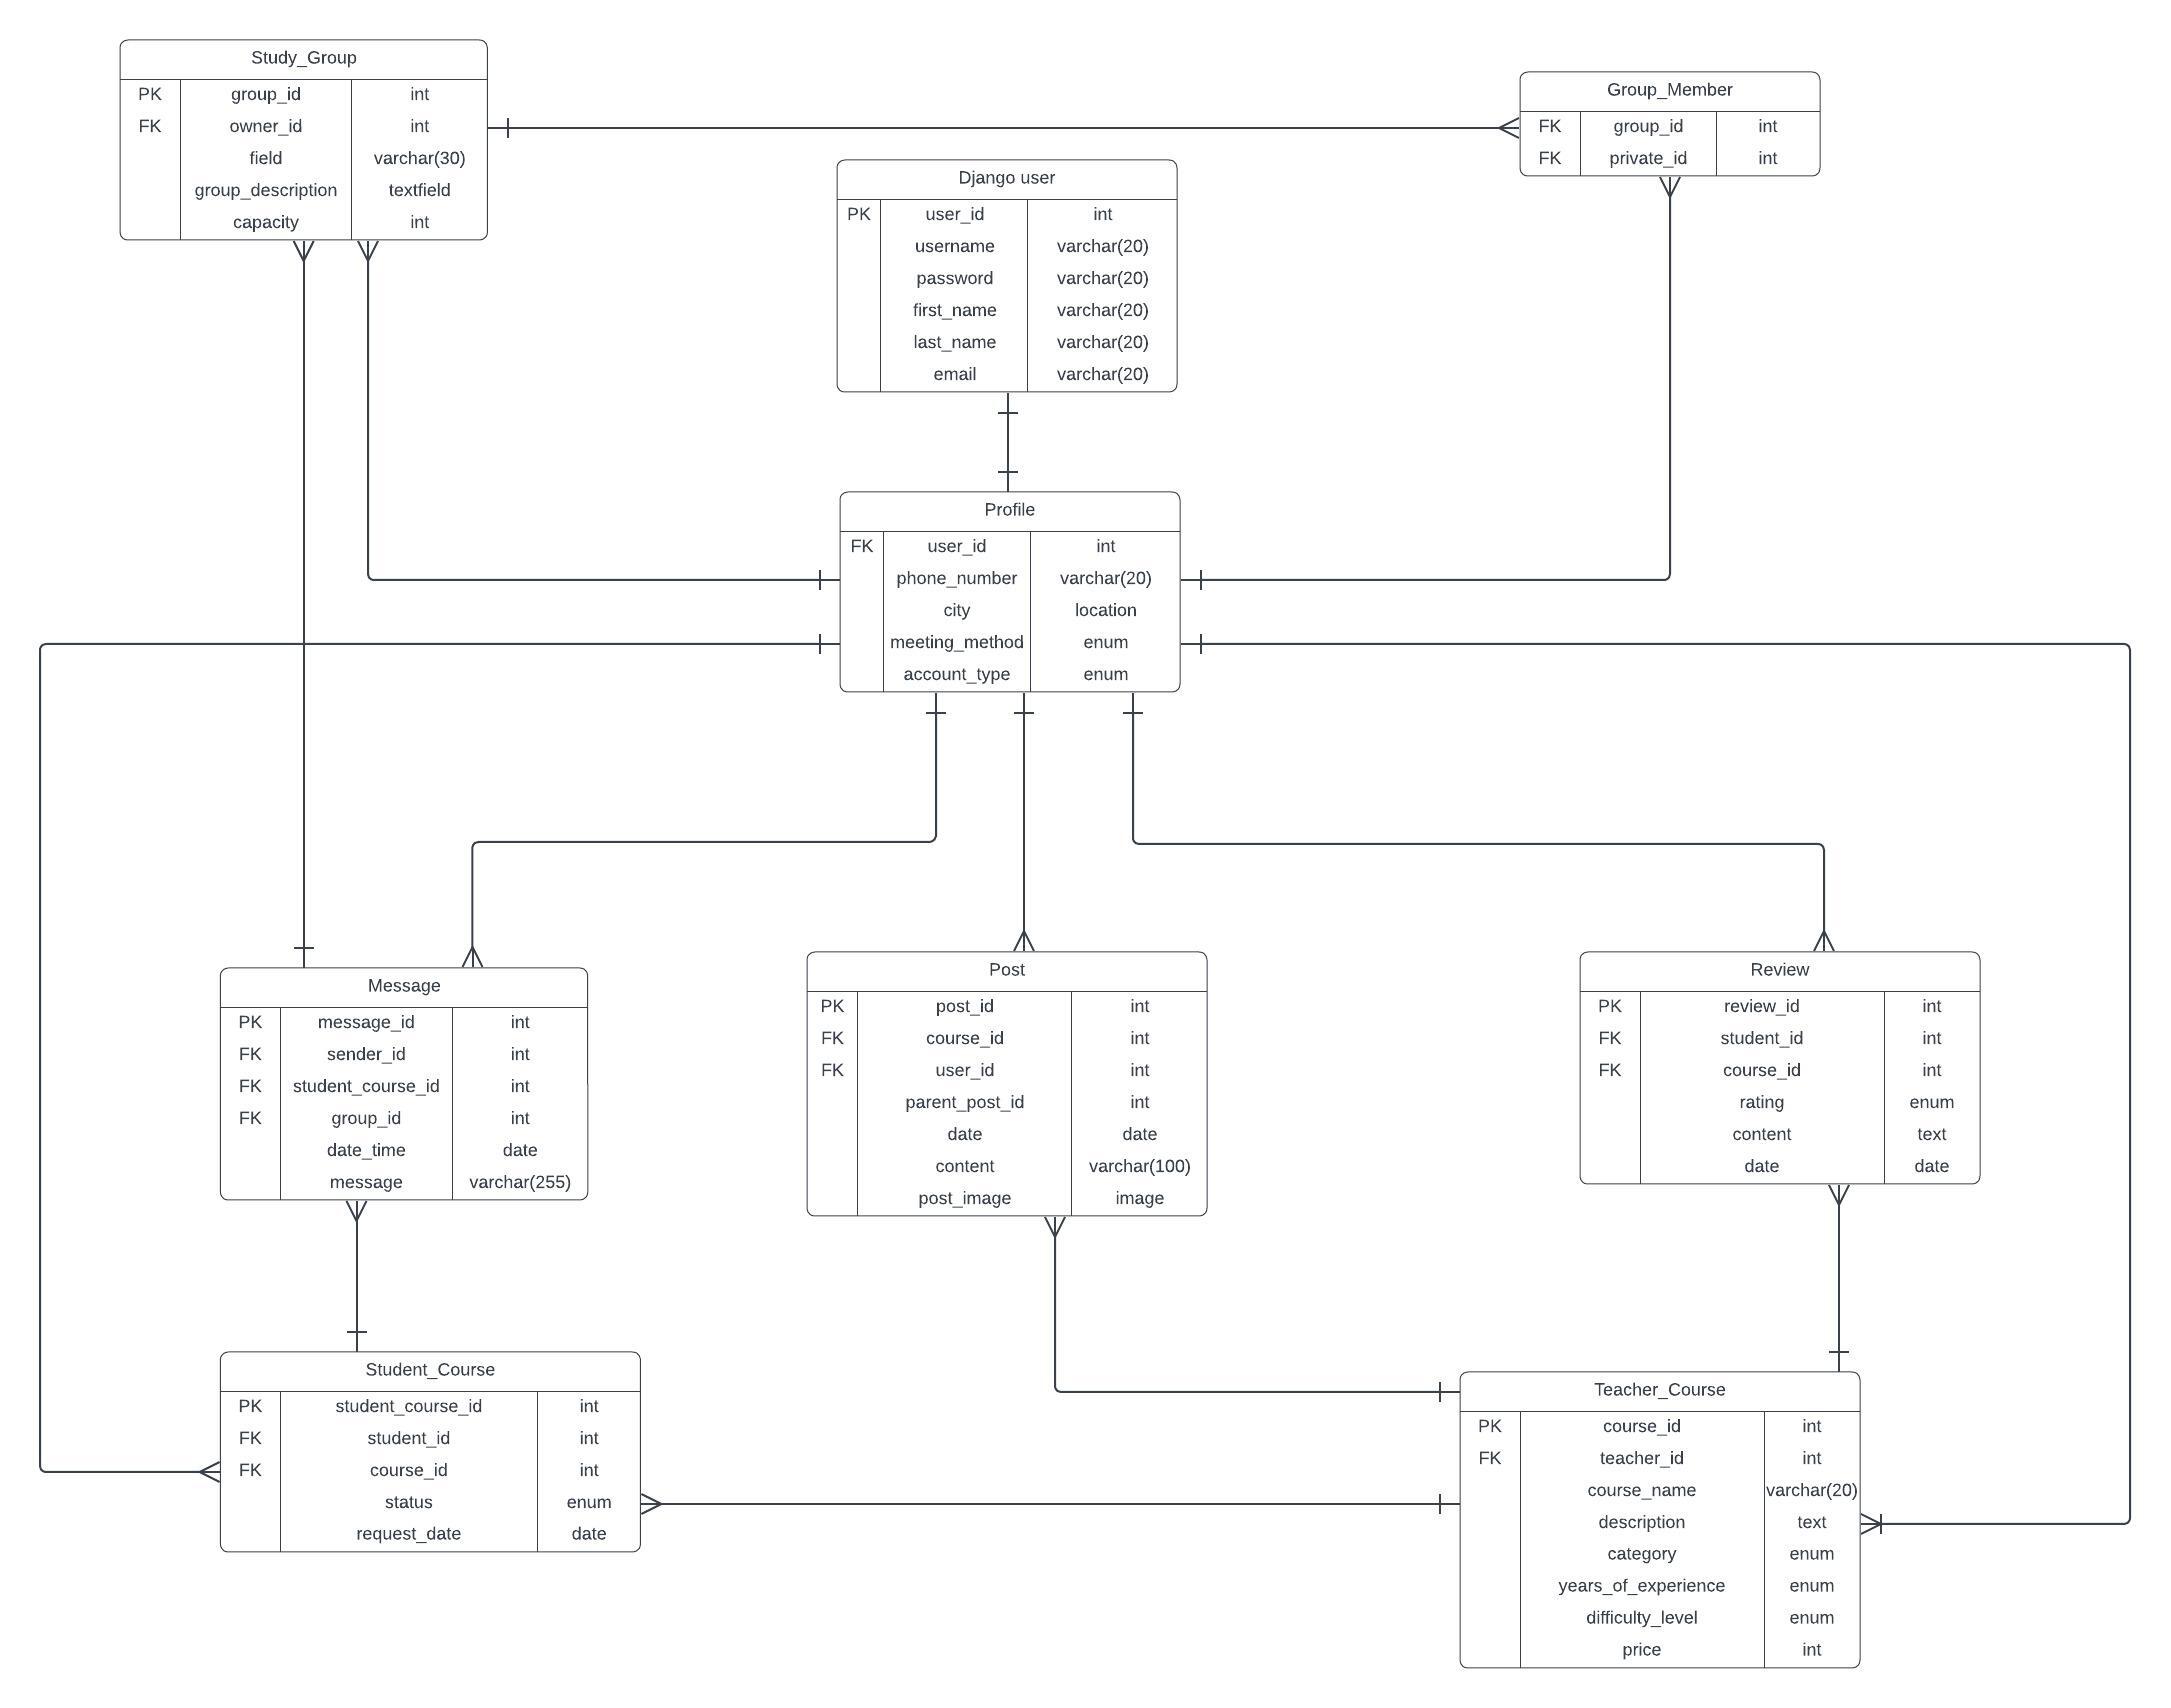 Study_Group
PK group_id int
FK owner_id int
field varchar(30)
group_description textfield
capacity int
Group_Member
FK group_id int
FK private_id int
Django user
PK user_id int
username varchar(20)
password varchar(20)
first_name varchar(20)
last_name varchar(20)
email varchar(20)
Profile
FK user_id int
phone_number varchar(20)
city location
meeting_method enum
account_type enum
Message
PK message_id int
FK sender_id int
FK student_course_id int
FK group_id int
date_time date
message varchar(255)
Post
PK post_id int
FK course_id int
FK user_id int
parent_post_id int
date date
content varchar(100)
post_image image
Review
PK review_id int
FK student_id int
FK course_id int
rating enum
content text
date date
Student_Course
PK student_course_id int
FK student_id int
FK course_id int
status enum
request_date date
Teacher_Course
PK course_id int
FK teacher_id int
course_name varchar(20)
description text
category enum
years_of_experience enum
difficulty_level enum
price int